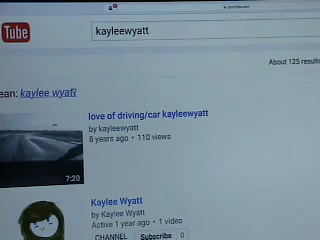 Tube
kayleewyatt
About 125 results
ean: kaylee wyatt
love of driving/car kayleewyatt
by kayleewyatt
8 years ago • 110 views
7:20
Kaylee Wyatt
by Kaylee Wyatt
Active 1 year ago • 1 video
CHANNEL Subscribe 0